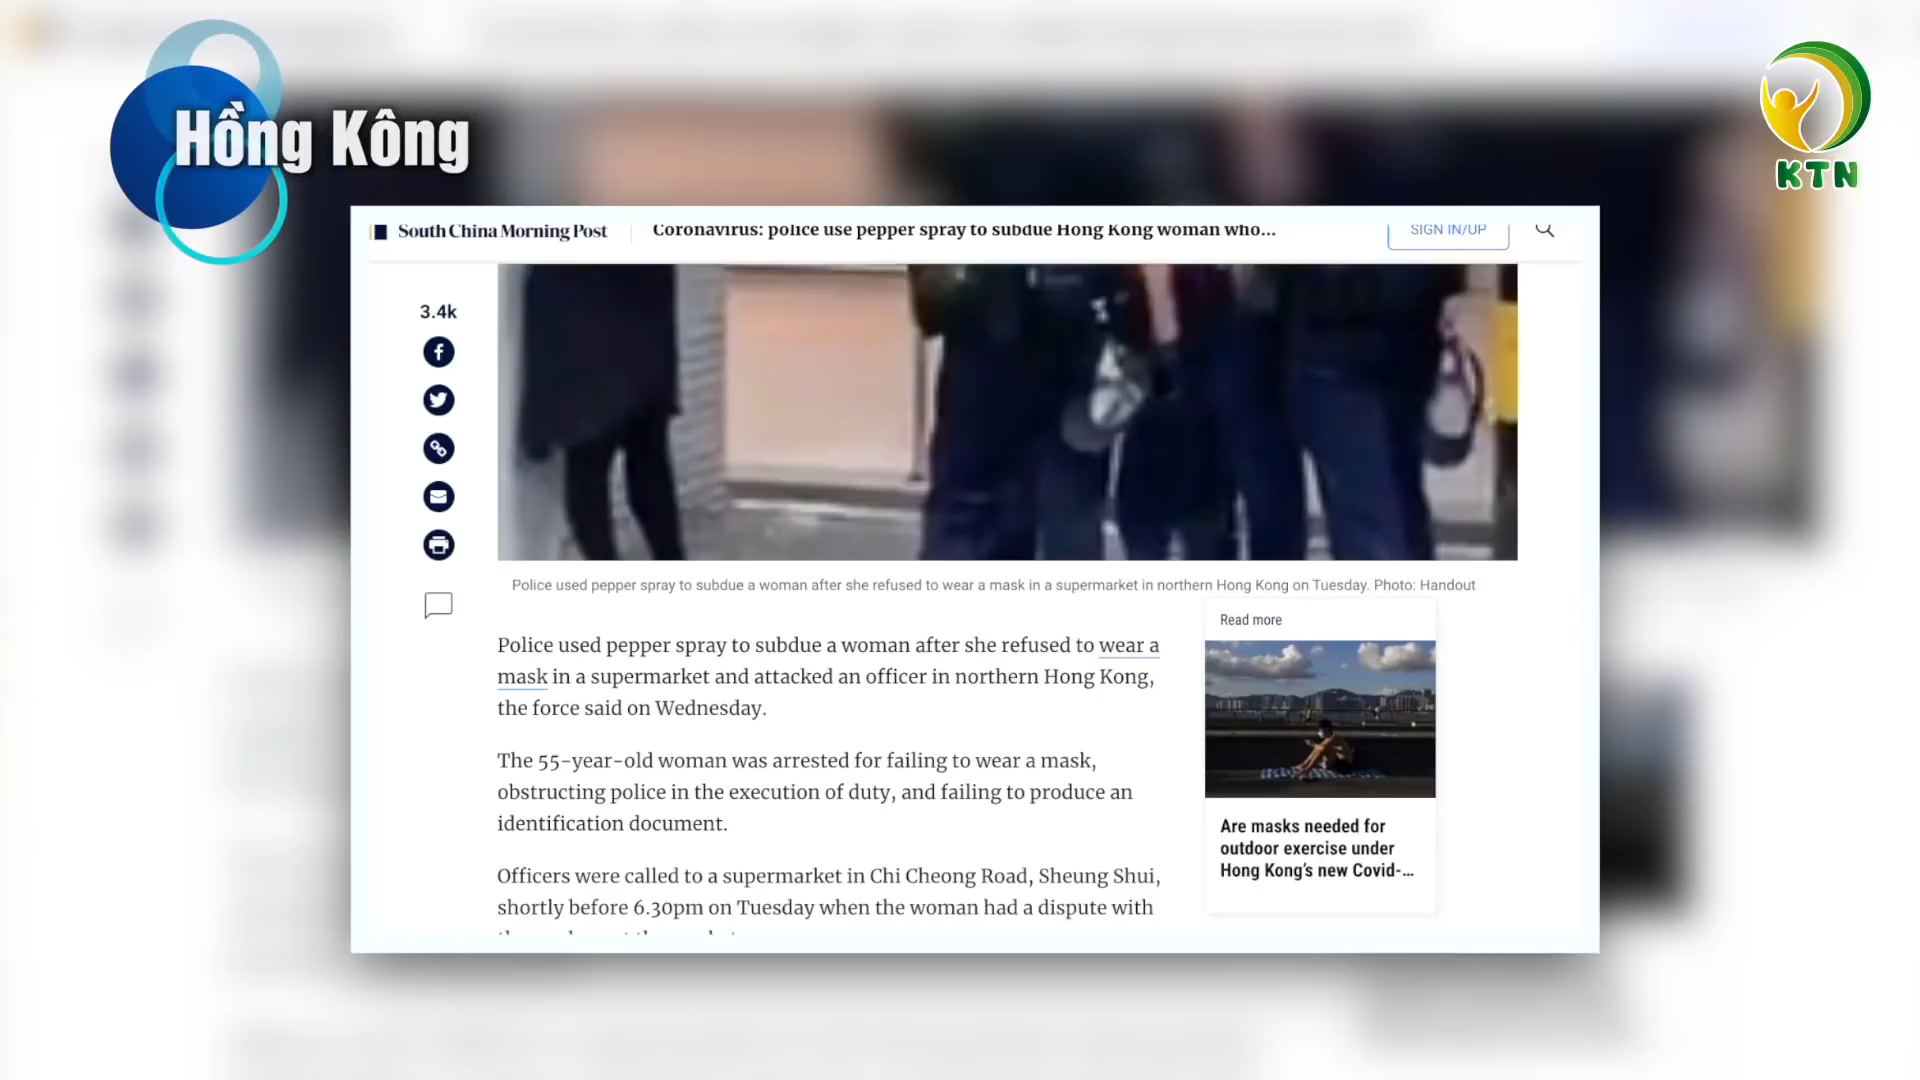 Hồng Kông
KTN
South China Morning Post
Coronavirus: police use pepper spray to subdue Hong Kong woman who...
SIGN IN/UP
3.4k
Police used pepper spray to subdue a woman after she refused to wear a mask in a supermarket in northern Hong Kong on Tuesday. Photo: Handout
Police used pepper spray to subdue a woman after she refused to wear a
mask in a supermarket and attacked an officer in northern Hong Kong,
the force said on Wednesday.
The 55-year-old woman was arrested for failing to wear a mask,
obstructing police in the execution of duty, and failing to produce an
identification document.
Officers were called to a supermarket in Chi Cheong Road, Sheung Shui,
shortly before 6.30pm on Tuesday when the woman had a dispute with
Read more
Are masks needed for
outdoor exercise under
Hong Kong's new Covid-...